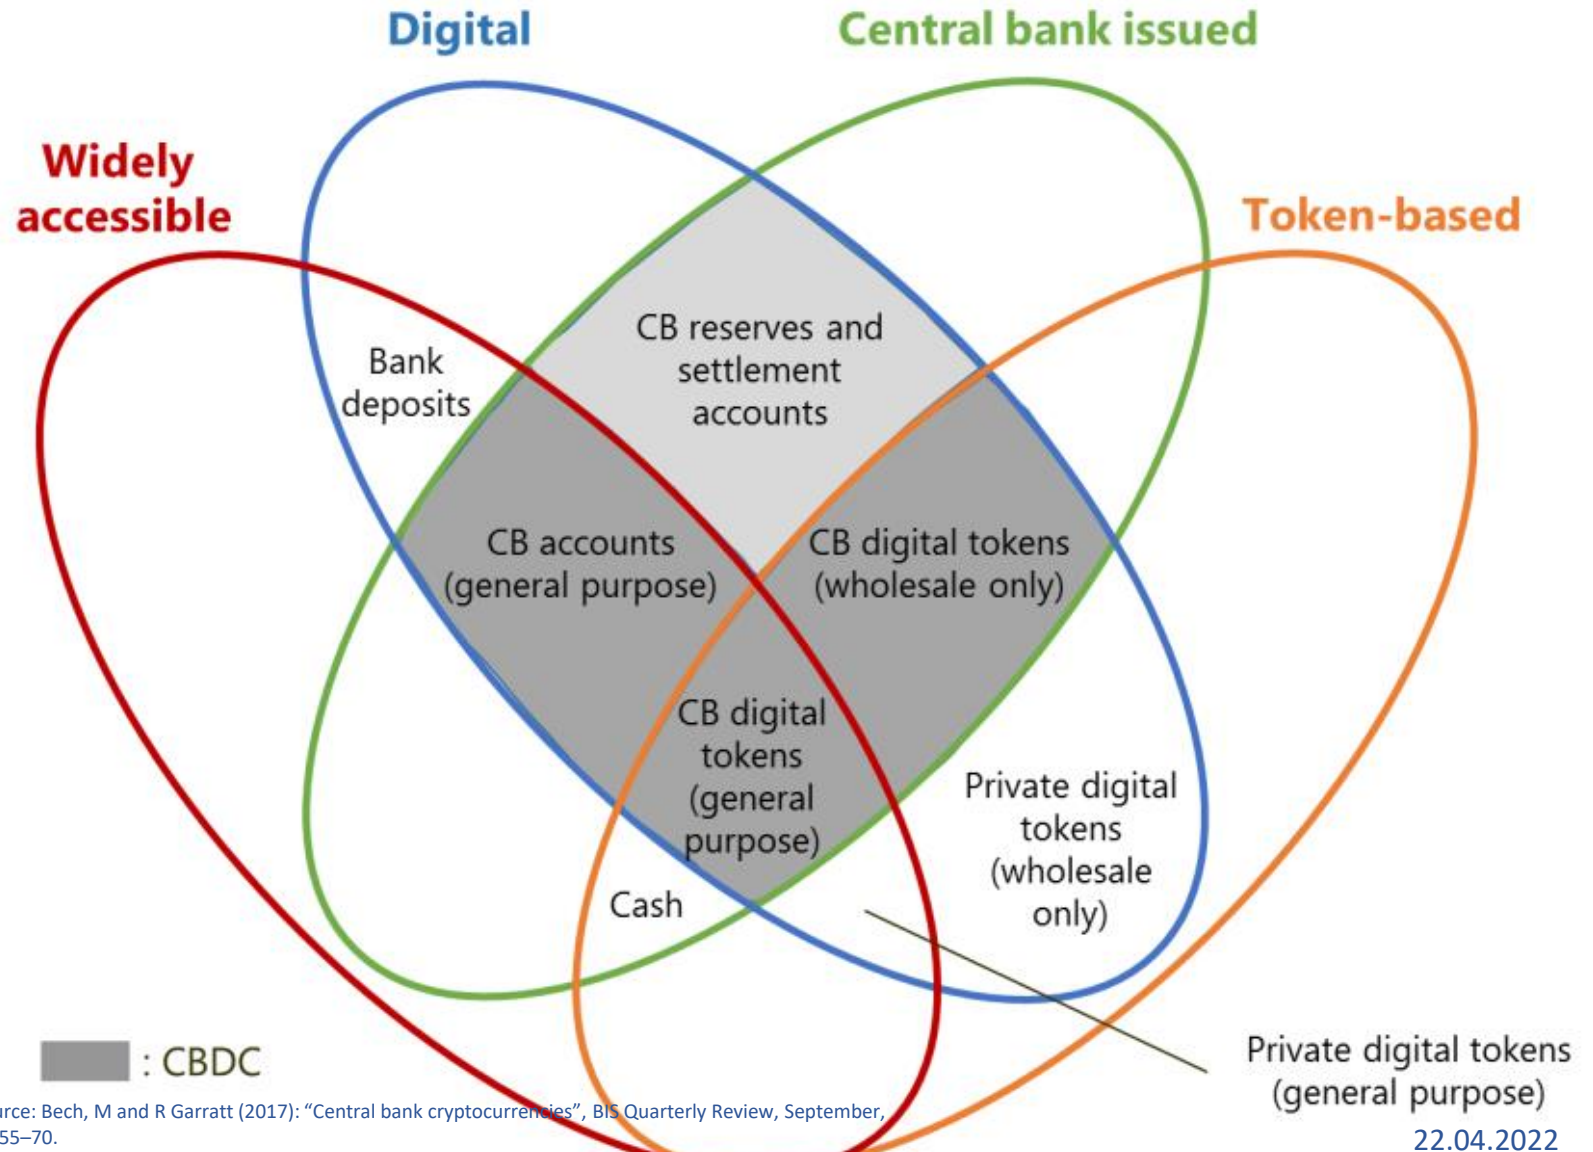 Digital
Central bank issued
Widely
accessible
Token-based
CB reserves and
settlement
accounts
Bank
deposits
CB accounts
(general purpose)
CB digital tokens
(wholesale only)
CB digital
tokens
(general
purpose)
Private digital
tokens
(wholesale
only)
Cash
: CBDC
Private digital tokens
(general purpose)
urce: Bech, M and R Garratt (2017): “Central bank cryptocurrencies”, BIS Quarterly Review, September,
55–70.
22.04.2022